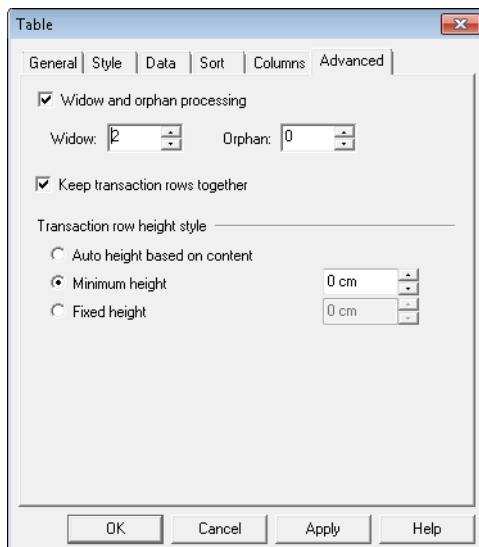 Table
General Style Data Sort Columns Advanced
Widow and orphan processing
Widow: 2 Orphan: 0
Keep transaction rows together
Transaction row height style
Auto height based on content
Minimum height 0 cm
Fixed height 0 cm
OK Cancel Apply Help